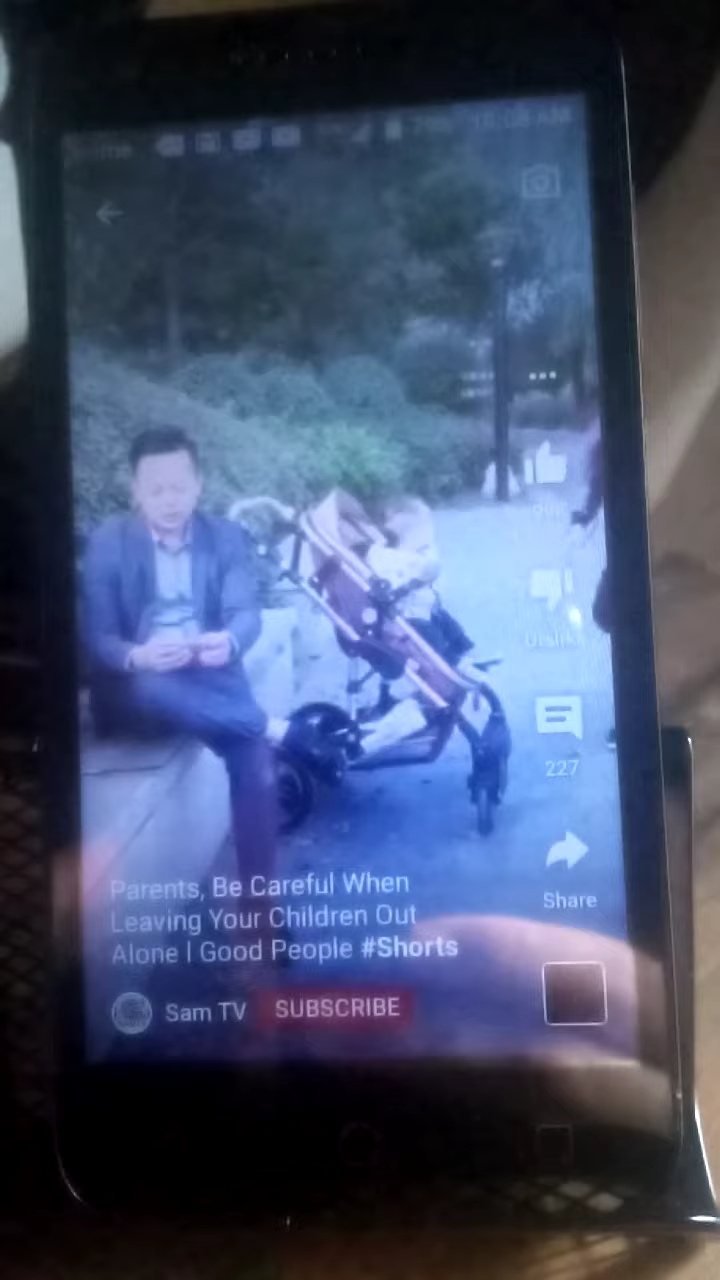 Parents, Be Careful When
Leaving Your Children Out
Alone | Good People #Shorts
Sam TV SUBSCRIBE
227
Share